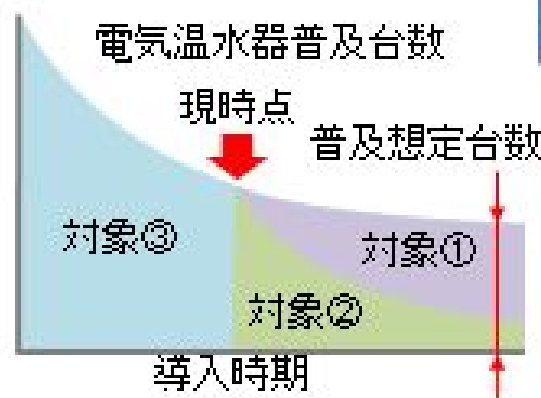 電気温水器普及台数
現時点
普及想定台数
対象③
対象①
対象②
導入時期